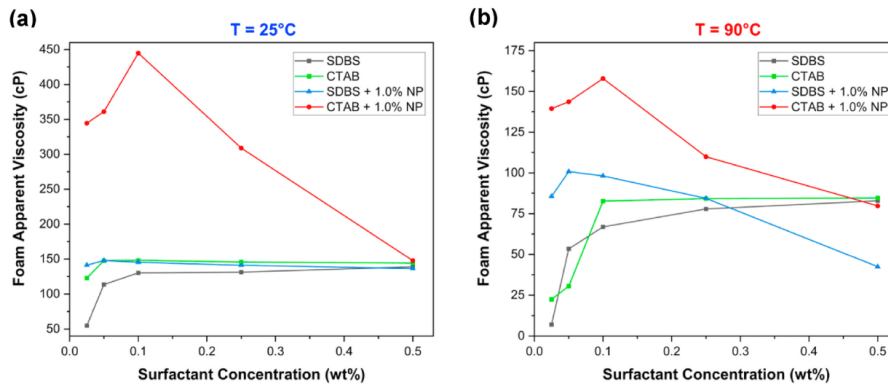 (a)
T = 25°C
Foam Apparent Viscosity (cP)
450
400
350
300
250
200
150
100
50
0.0
0.1
0.2
0.3
0.4
0.5
Surfactant Concentration (wt%)
SDBS
CTAB
SDBS + 1.0% NP
CTAB + 1.0% NP
(b)
T = 90°C
Foam Apparent Viscosity (cP)
175
150
125
100
75
50
25
0
0.0
0.1
0.2
0.3
0.4
0.5
Surfactant Concentration (wt%)
SDBS
CTAB
SDBS + 1.0% NP
CTAB + 1.0% NP